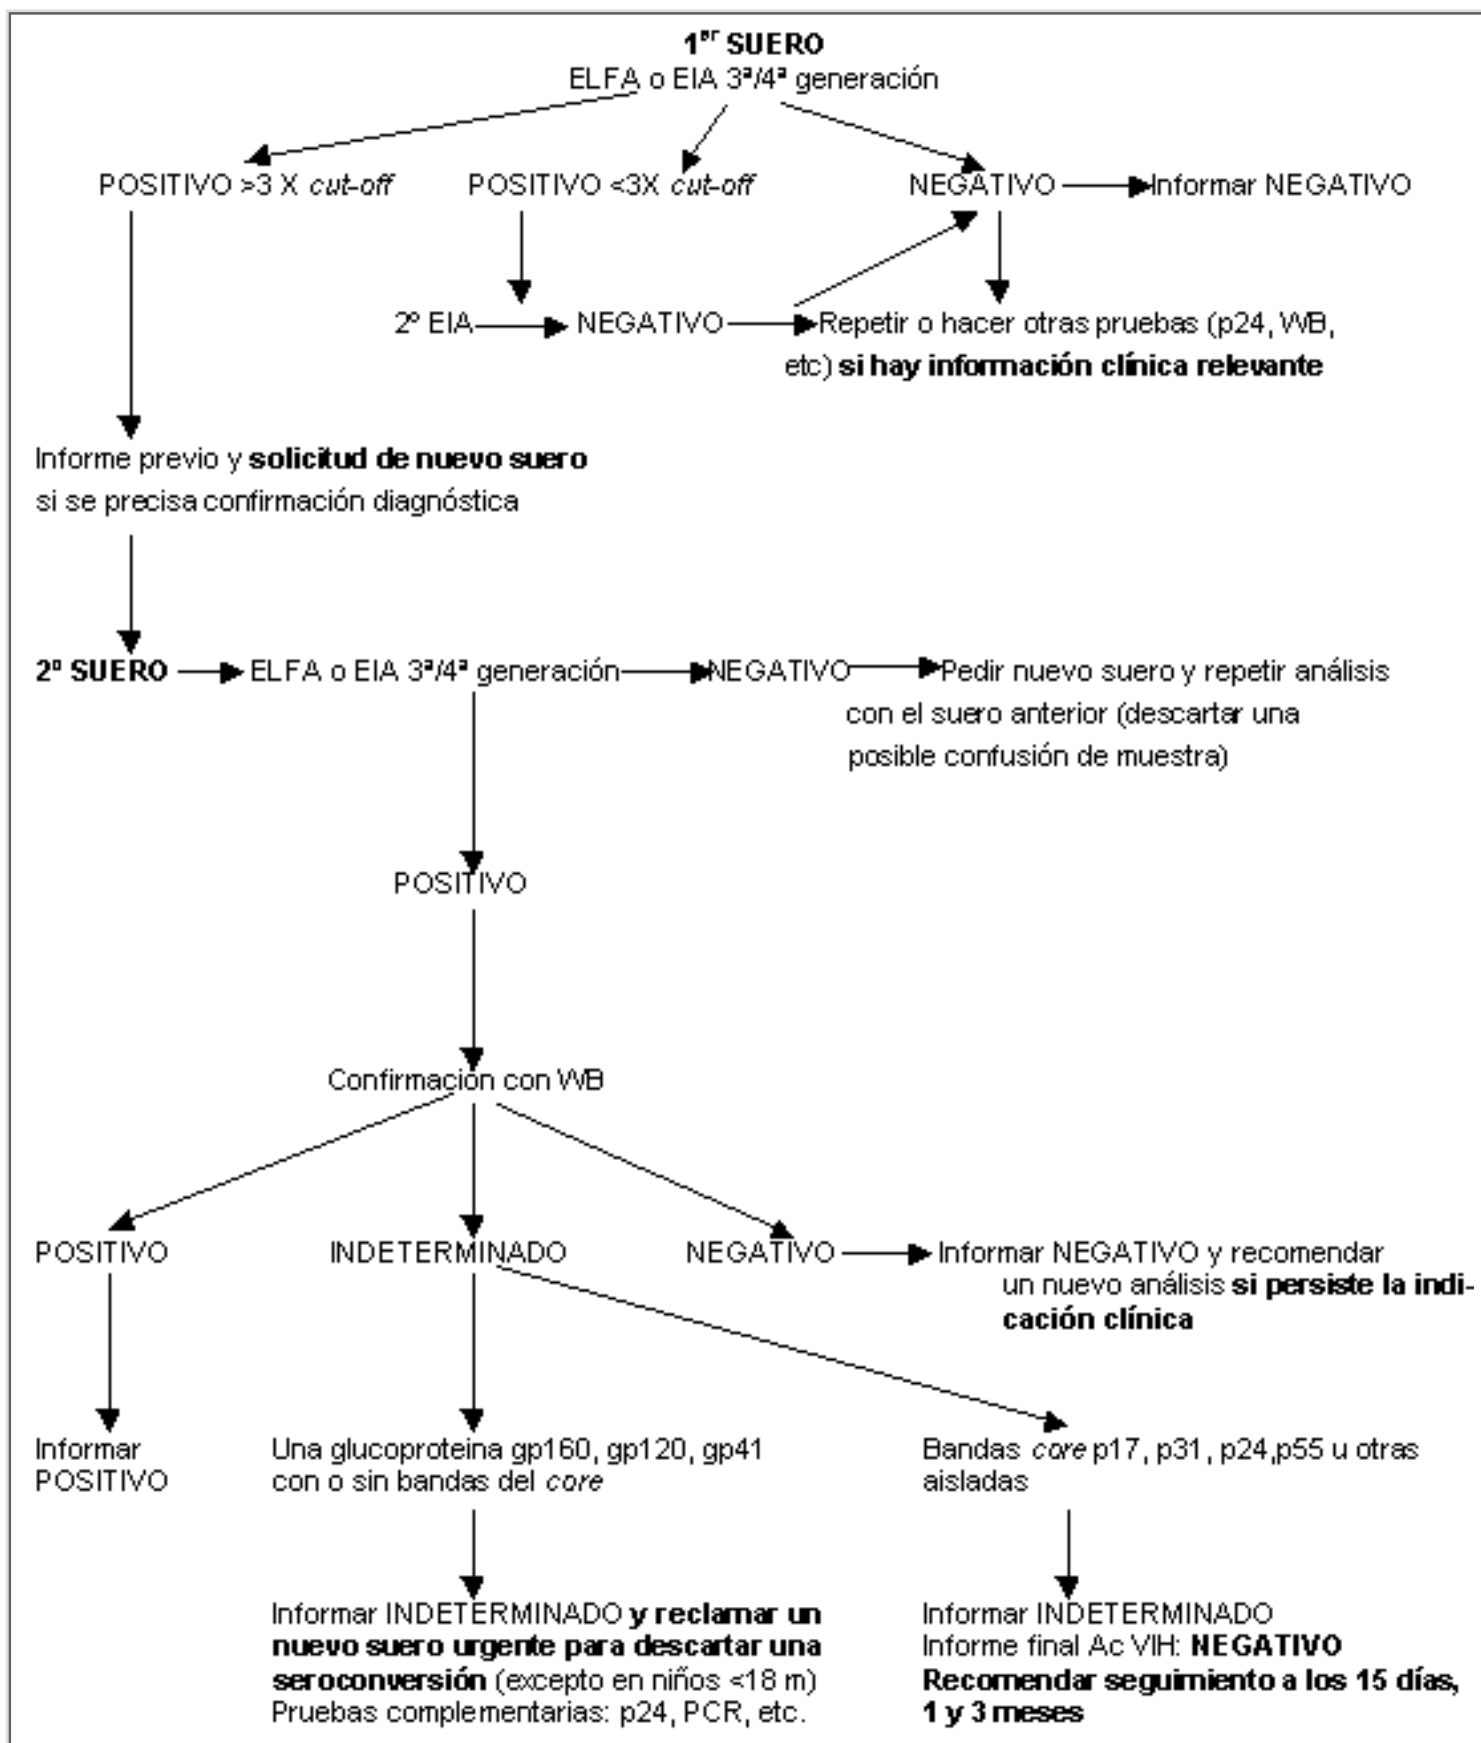 1er SUERO
ELFA o EIA 3ª/4ª generación
POSITIVO >3 X cut-off
POSITIVO <3X cut-off
NEGATIVO
Informar NEGATIVO
2º EIA
NEGATIVO
Repetir o hacer otras pruebas (p24, WB,
etc) si hay información clínica relevante
Informe previo y solicitud de nuevo suero
si se precisa confirmación diagnóstica
2º SUERO
ELFA o EIA 3ª/4ª generación
NEGATIVO
Pedir nuevo suero y repetir análisis
con el suero anterior (descartar una
posible confusión de muestra)
POSITIVO
Confirmación con WB
POSITIVO
INDETERMINADO
NEGATIVO
Informar NEGATIVO y recomendar
un nuevo análisis si persiste la indi-
cación clínica
Informar
POSITIVO
Una glucoproteina gp160, gp120, gp41
con o sin bandas del core
Bandas core p17, p31, p24,p55 u otras
aisladas
Informar INDETERMINADO y reclamar un
nuevo suero urgente para descartar una
seroconversión (excepto en niños <18 m)
Pruebas complementarias: p24, PCR, etc.
Informar INDETERMINADO
Informe final Ac VIH: NEGATIVO
Recomendar seguimiento a los 15 días,
1 y 3 meses